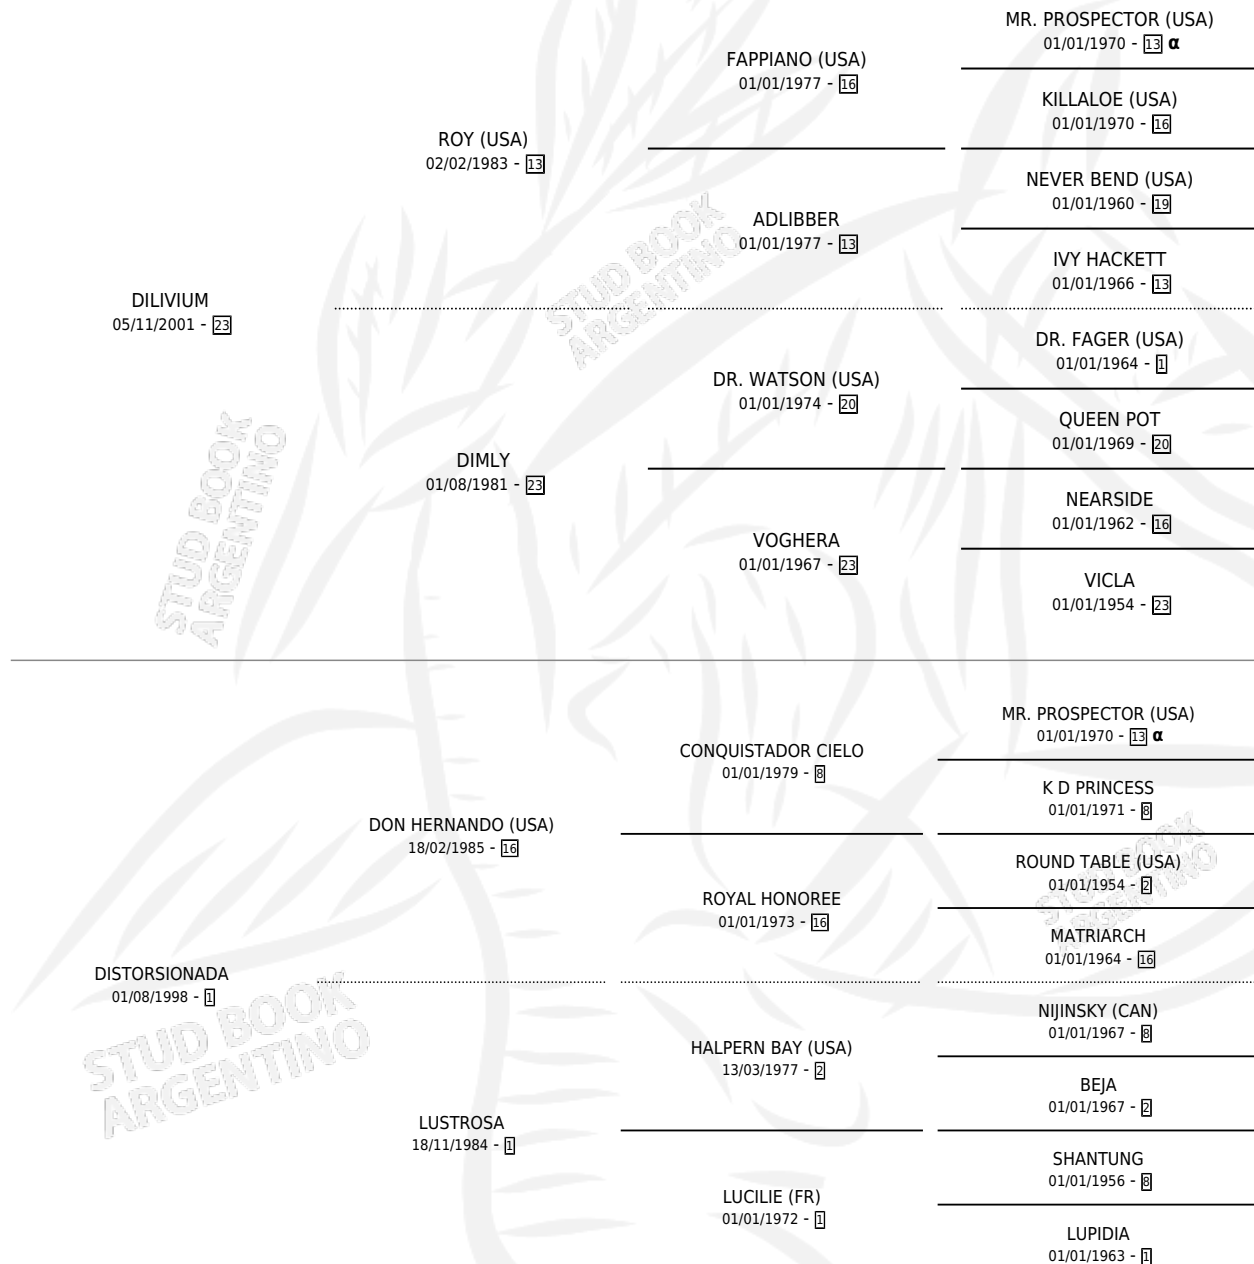 MR. PROSPECTOR (USA)
01/01/1970 - 13 α
FAPPIANO (USA)
01/01/1977 - 16
KILLALOE (USA)
01/01/1970 - 16
ROY (USA)
02/02/1983 - 13
NEVER BEND (USA)
01/01/1960 - 19
ADLIBBER
01/01/1977 - 13
IVY HACKETT
01/01/1966 - 13
DILIVIUM
05/11/2001 - 23
DR. FAGER (USA)
01/01/1964 - 1
DR. WATSON (USA)
01/01/1974 - 20
QUEEN POT
01/01/1969 - 20
DIMLY
01/08/1981 - 23
NEARSIDE
01/01/1962 - 16
VOGHERA
01/01/1967 - 23
VICLA
01/01/1954 - 23
STUD BOOK
ARGENTINO
STUD BOOK
ARGENTINO
MR. PROSPECTOR (USA)
01/01/1970 - 13 α
CONQUISTADOR CIELO
01/01/1979 - 8
K D PRINCESS
01/01/1971 - 8
DON HERNANDO (USA)
18/02/1985 - 16
ROUND TABLE (USA)
01/01/1954 - 2
ROYAL HONOREE
01/01/1973 - 16
MATRIARCH
01/01/1964 - 16
DISTORSIONADA
01/08/1998 - 1
NIJINSKY (CAN)
01/01/1967 - 8
HALPERN BAY (USA)
13/03/1977 - 2
BEJA
01/01/1967 - 2
LUSTROSA
18/11/1984 - 1
SHANTUNG
01/01/1956 - 8
LUCILIE (FR)
01/01/1972 - 1
LUPIDIA
01/01/1963 - 1
STUD BOOK
ARGENTINO
STUD BOOK
ARGENTINO